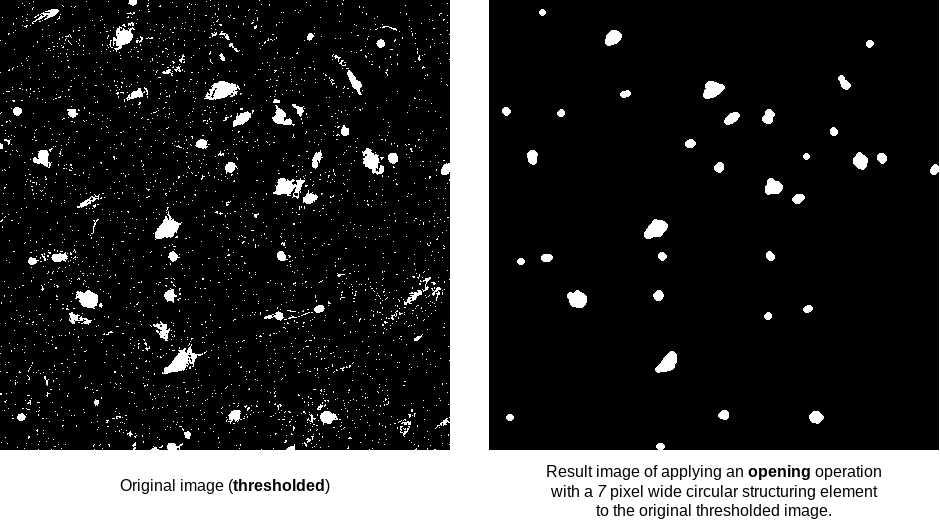 Original image (thresholded)
Result image of applying an opening operation
with a 7 pixel wide circular structuring element
to the original thresholded image.